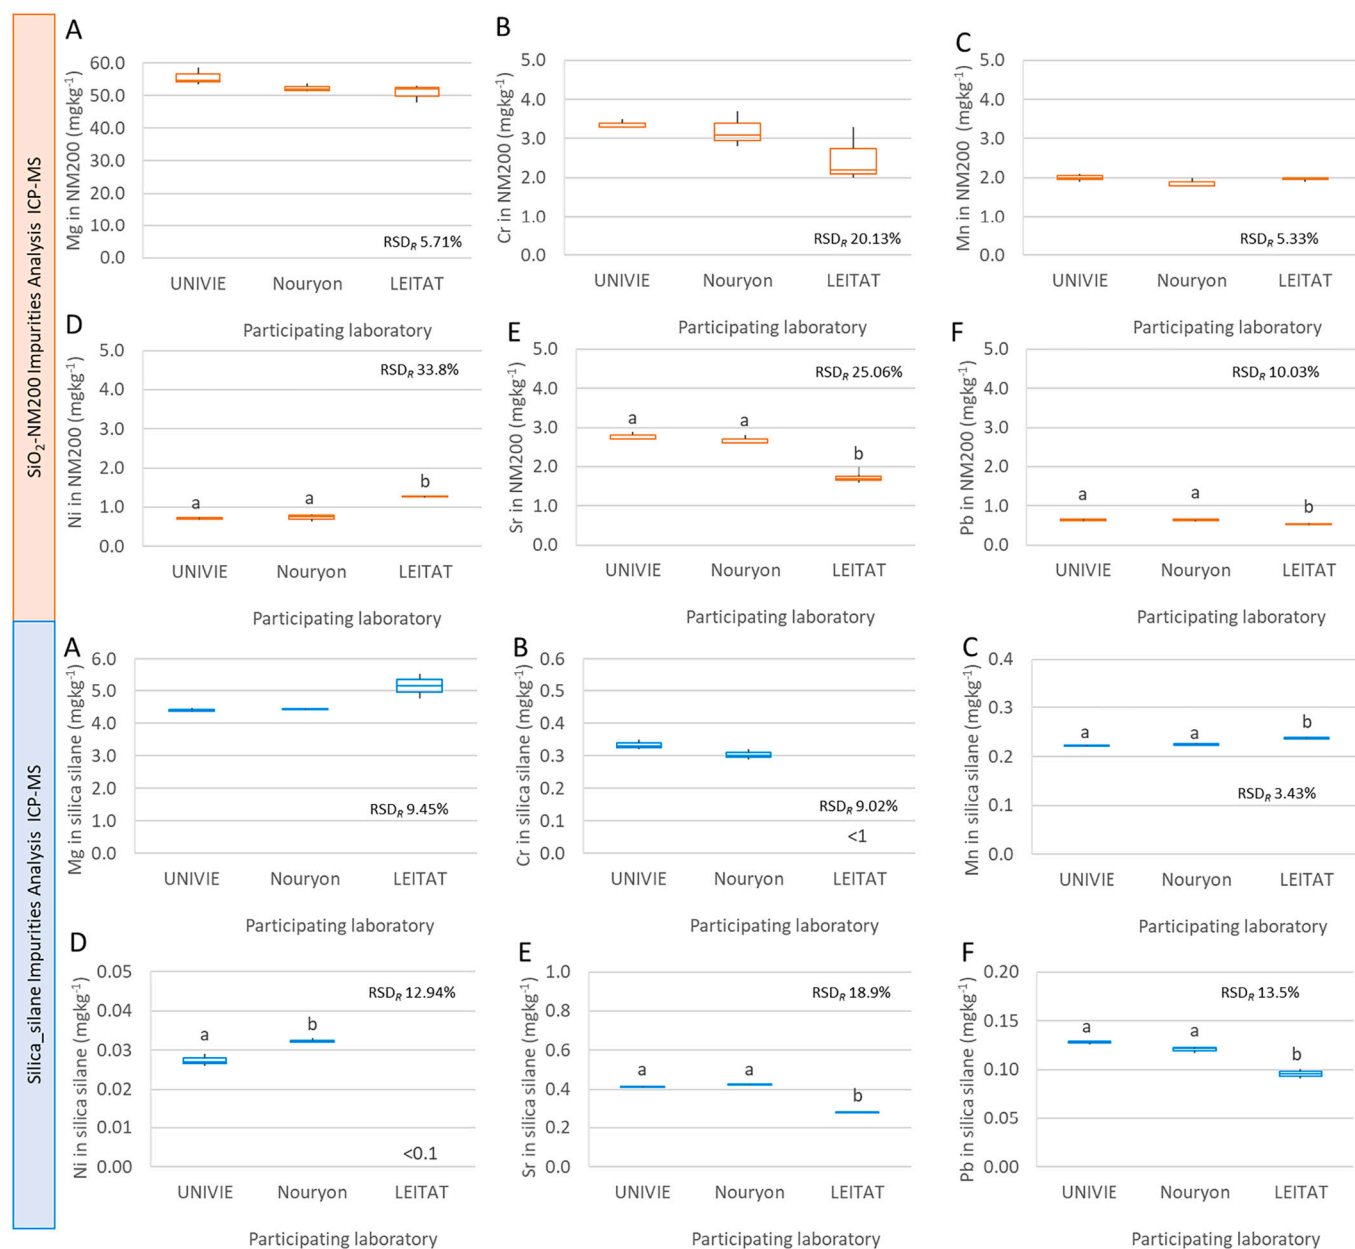 SiO₂-NM200 Impurities Analysis ICP-MS
A
Mg in NM200 (mgkg⁻¹)
60.0
50.0
40.0
30.0
20.0
10.0
0.0
RSD_R 5.71%
UNIVIE Nouryon LEITAT
Participating laboratory
B
Cr in NM200 (mgkg⁻¹)
5.0
4.0
3.0
2.0
1.0
0.0
RSD_R 20.13%
UNIVIE Nouryon LEITAT
Participating laboratory
C
Mn in NM200 (mgkg⁻¹)
5.0
4.0
3.0
2.0
1.0
0.0
RSD_R 5.33%
UNIVIE Nouryon LEITAT
Participating laboratory
D
Ni in NM200 (mgkg⁻¹)
5.0
4.0
3.0
2.0
1.0
0.0
RSD_R 33.8%
a a b
UNIVIE Nouryon LEITAT
Participating laboratory
E
Sr in NM200 (mgkg⁻¹)
5.0
4.0
3.0
2.0
1.0
0.0
RSD_R 25.06%
a a b
UNIVIE Nouryon LEITAT
Participating laboratory
F
Pb in NM200 (mgkg⁻¹)
5.0
4.0
3.0
2.0
1.0
0.0
RSD_R 10.03%
a a b
UNIVIE Nouryon LEITAT
Participating laboratory
Silica_silane Impurities Analysis ICP-MS
A
Mg in silica silane (mgkg⁻¹)
6.0
5.0
4.0
3.0
2.0
1.0
0.0
RSD_R 9.45%
UNIVIE Nouryon LEITAT
Participating laboratory
B
Cr in silica silane (mgkg⁻¹)
0.6
0.5
0.4
0.3
0.2
0.1
0.0
RSD_R 9.02%
<1
UNIVIE Nouryon LEITAT
Participating laboratory
C
Mn in silica silane (mgkg⁻¹)
0.4
0.3
0.2
0.1
0.0
a a b
RSD_R 3.43%
UNIVIE Nouryon LEITAT
Participating laboratory
D
Ni in silica silane (mgkg⁻¹)
0.05
0.04
0.03
0.02
0.01
0.00
RSD_R 12.94%
a b
<0.1
UNIVIE Nouryon LEITAT
Participating laboratory
E
Sr in silica silane (mgkg⁻¹)
1.0
0.8
0.6
0.4
0.2
0.0
RSD_R 18.9%
a a b
UNIVIE Nouryon LEITAT
Participating laboratory
F
Pb in silica silane (mgkg⁻¹)
0.20
0.15
0.10
0.05
0.00
RSD_R 13.5%
a a b
UNIVIE Nouryon LEITAT
Participating laboratory